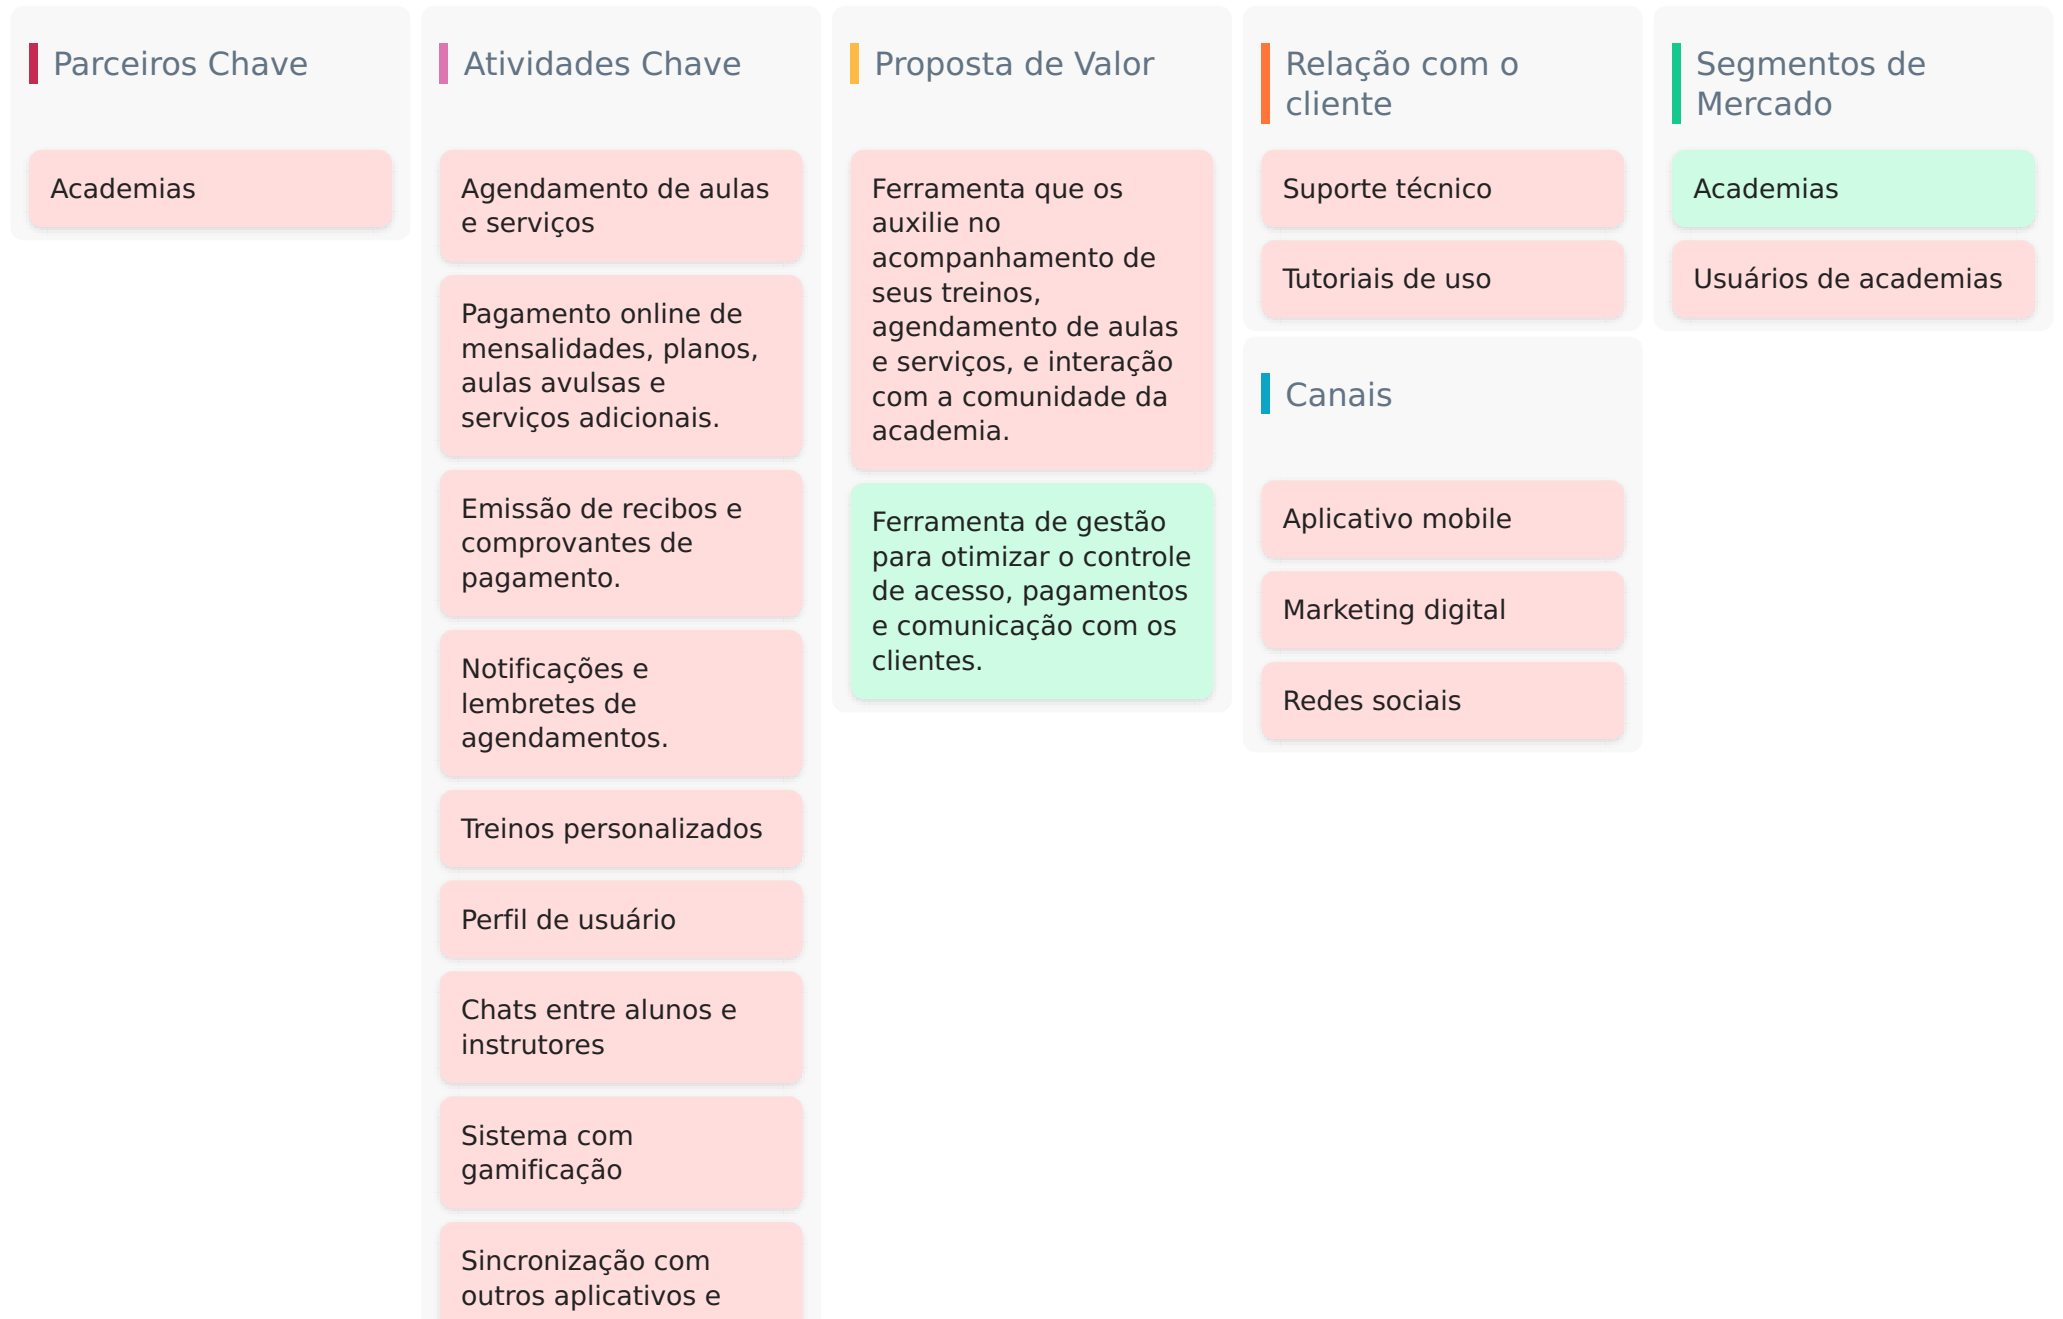 Parceiros Chave
Academias
Atividades Chave
Agendamento de aulas
e serviços
Pagamento online de
mensalidades, planos,
aulas avulsas e
serviços adicionais.
Emissão de recibos e
comprovantes de
pagamento.
Notificações e
lembretes de
agendamentos.
Treinos personalizados
Perfil de usuário
Chats entre alunos e
instrutores
Sistema com
gamificação
Sincronização com
outros aplicativos e
Proposta de Valor
Ferramenta que os
auxilie no
acompanhamento de
seus treinos,
agendamento de aulas
e serviços, e interação
com a comunidade da
academia.
Ferramenta de gestão
para otimizar o controle
de acesso, pagamentos
e comunicação com os
clientes.
Relação com o
cliente
Suporte técnico
Tutoriais de uso
Canais
Aplicativo mobile
Marketing digital
Redes sociais
Segmentos de
Mercado
Academias
Usuários de academias